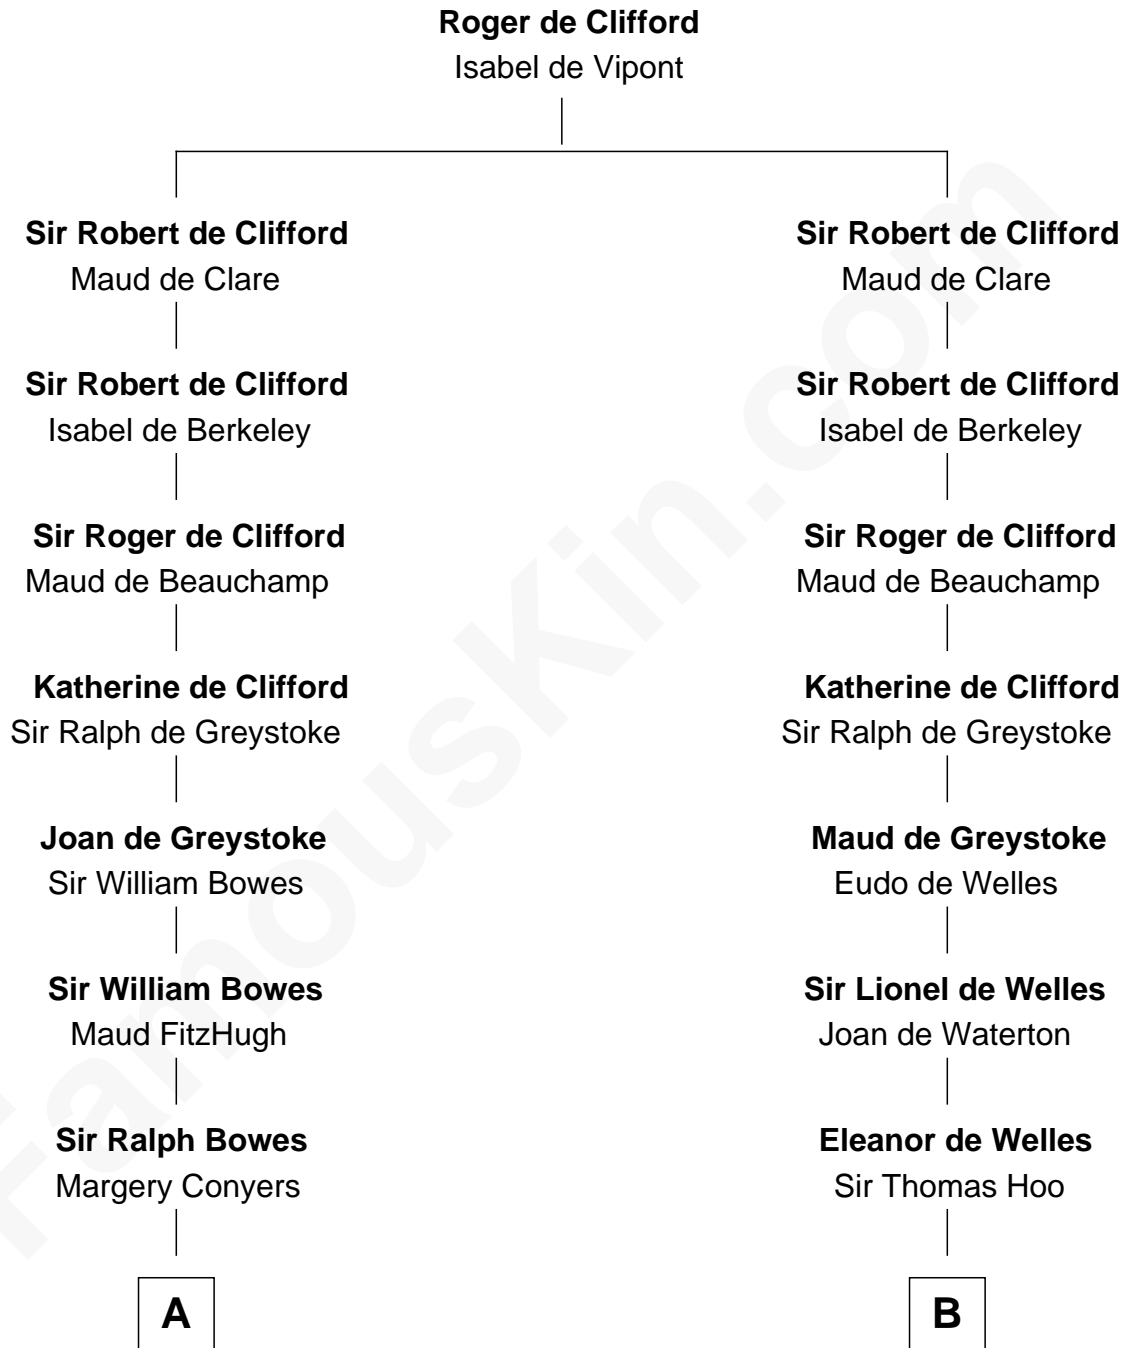 Roger de Clifford
Isabel de Vipont
Sir Robert de Clifford
Maud de Clare
Sir Robert de Clifford
Isabel de Berkeley
Sir Roger de Clifford
Maud de Beauchamp
Katherine de Clifford
Sir Ralph de Greystoke
Joan de Greystoke
Sir William Bowes
Sir William Bowes
Maud FitzHugh
Sir Ralph Bowes
Margery Conyers
A
Sir Robert de Clifford
Maud de Clare
Sir Robert de Clifford
Isabel de Berkeley
Sir Roger de Clifford
Maud de Beauchamp
Katherine de Clifford
Sir Ralph de Greystoke
Maud de Greystoke
Eudo de Welles
Sir Lionel de Welles
Joan de Waterton
Eleanor de Welles
Sir Thomas Hoo
B
FamousKin.com